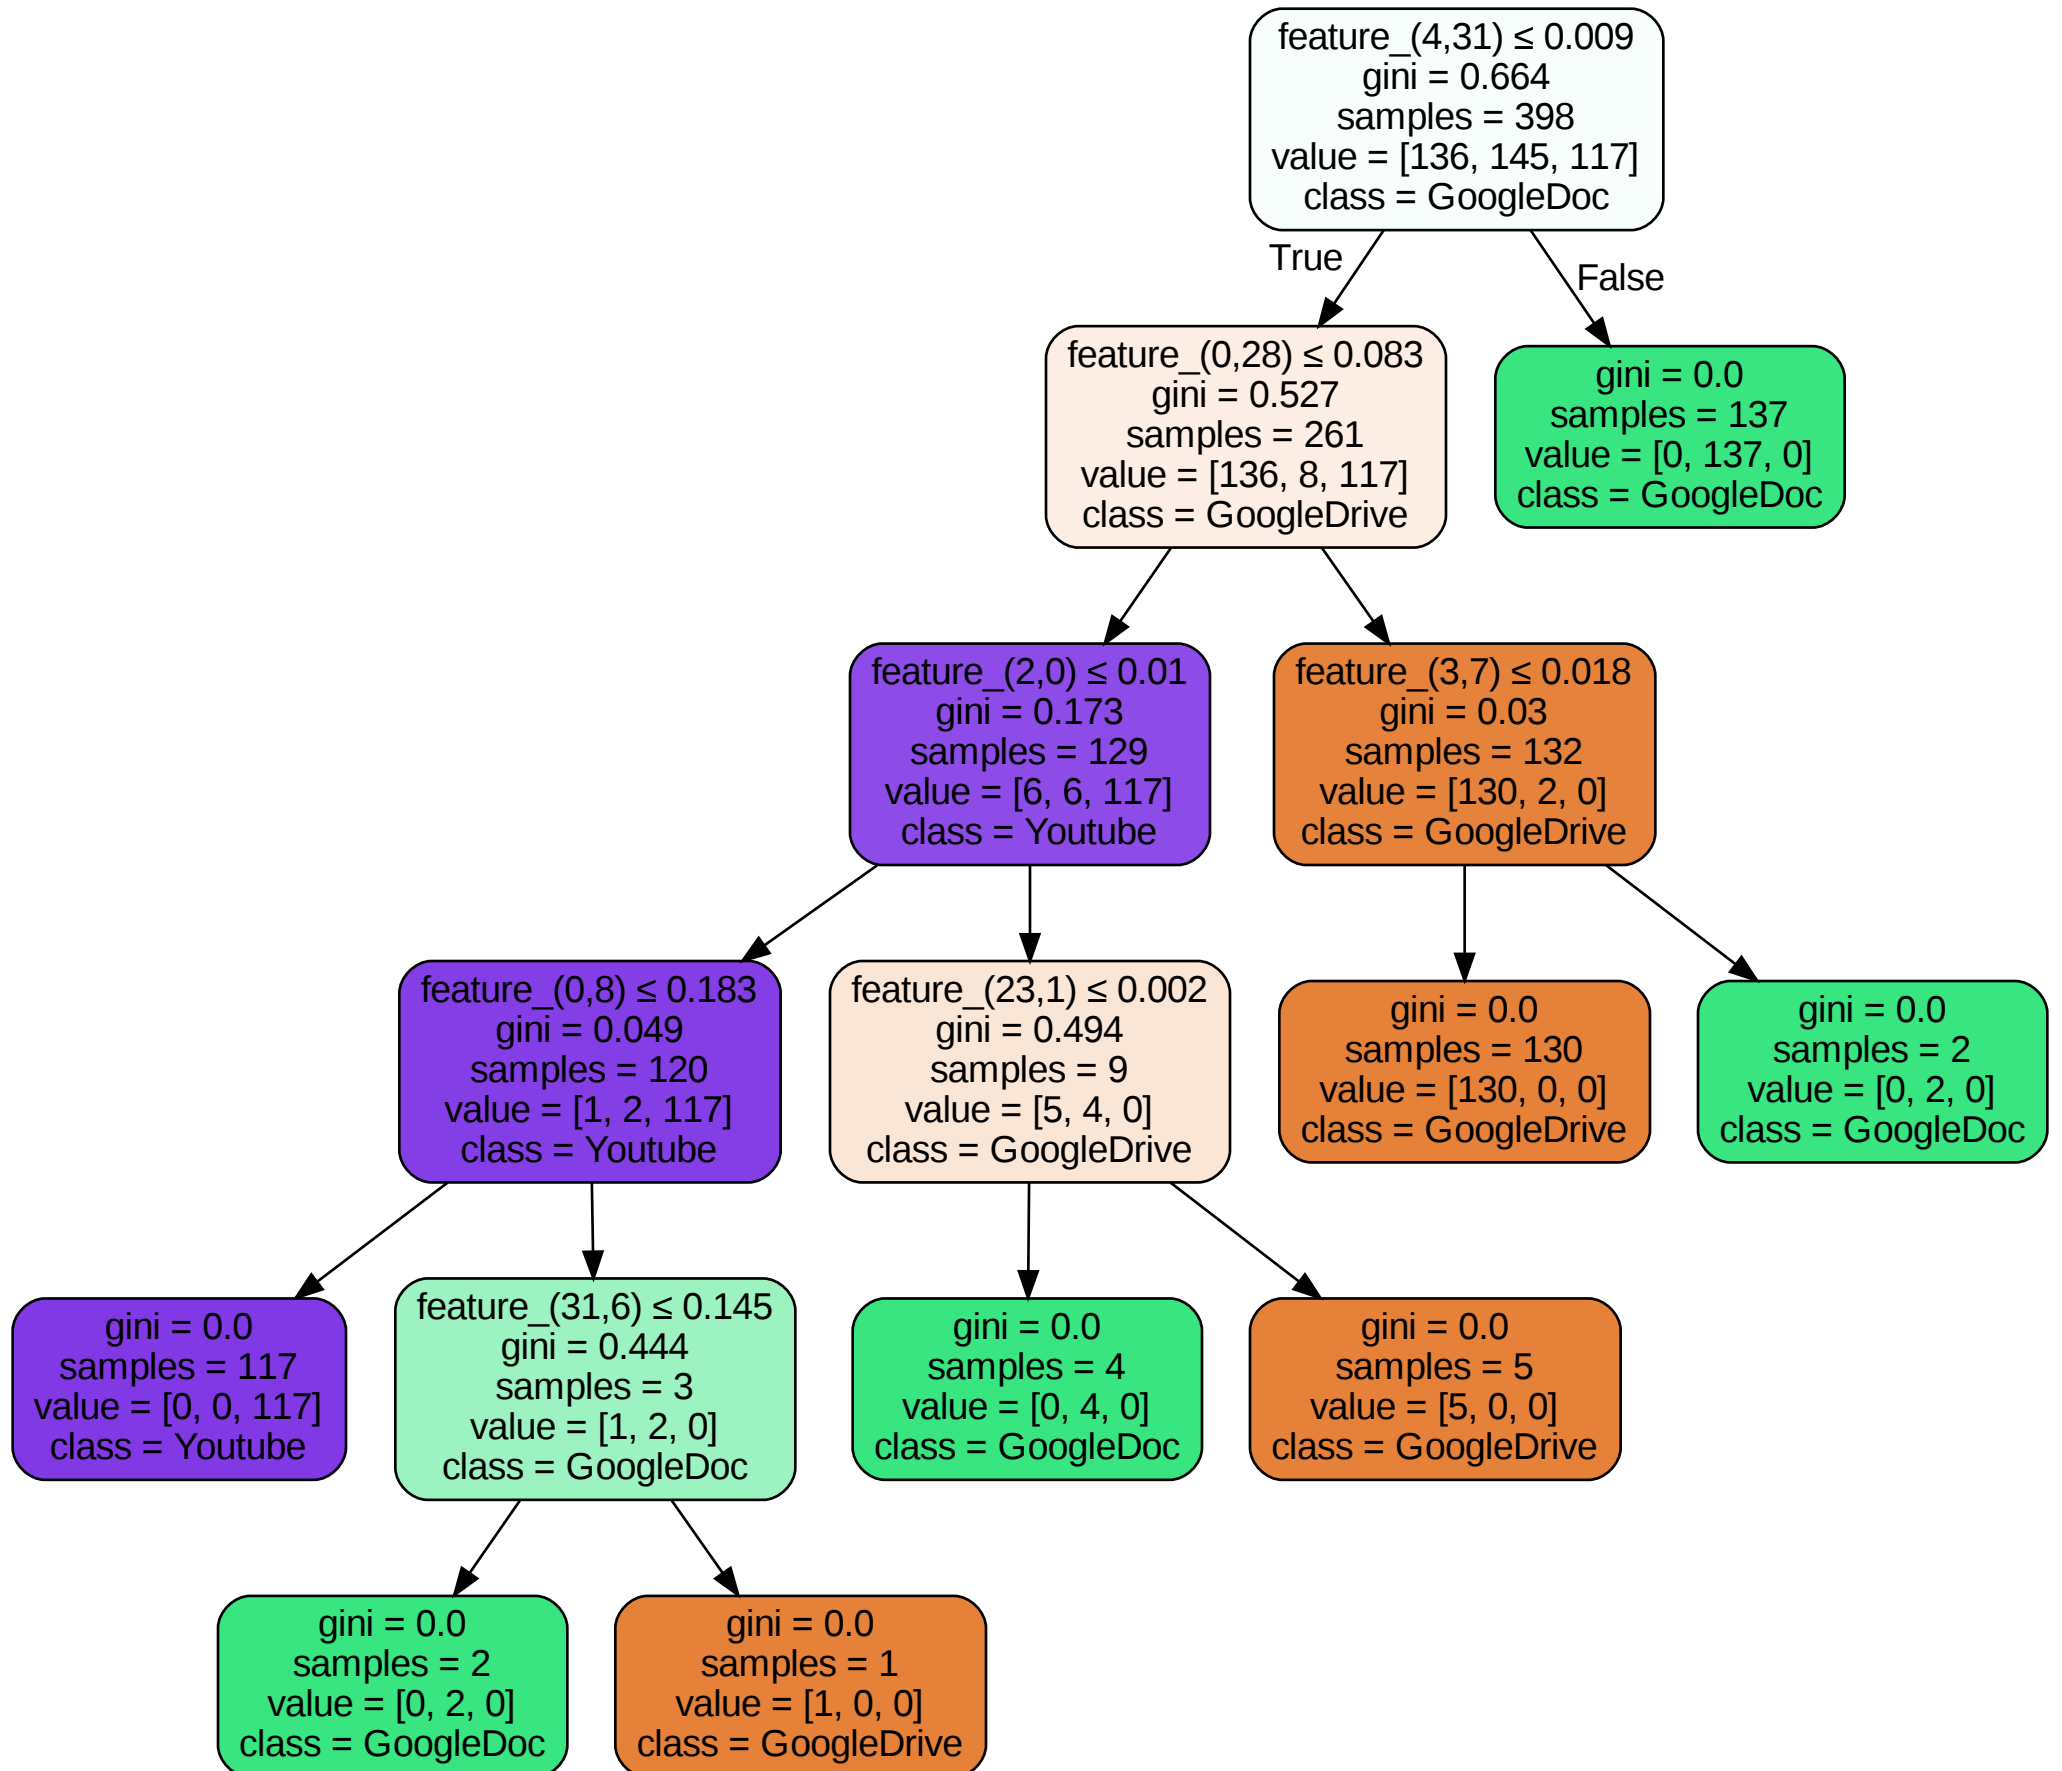 feature_(4,31) ≤ 0.009
gini = 0.664
samples = 398
value = [136, 145, 117]
class = GoogleDoc
True
False
feature_(0,28) ≤ 0.083
gini = 0.527
samples = 261
value = [136, 8, 117]
class = GoogleDrive
gini = 0.0
samples = 137
value = [0, 137, 0]
class = GoogleDoc
feature_(2,0) ≤ 0.01
gini = 0.173
samples = 129
value = [6, 6, 117]
class = Youtube
feature_(3,7) ≤ 0.018
gini = 0.03
samples = 132
value = [130, 2, 0]
class = GoogleDrive
feature_(0,8) ≤ 0.183
gini = 0.049
samples = 120
value = [1, 2, 117]
class = Youtube
feature_(23,1) ≤ 0.002
gini = 0.494
samples = 9
value = [5, 4, 0]
class = GoogleDrive
gini = 0.0
samples = 130
value = [130, 0, 0]
class = GoogleDrive
gini = 0.0
samples = 2
value = [0, 2, 0]
class = GoogleDoc
gini = 0.0
samples = 117
value = [0, 0, 117]
class = Youtube
feature_(31,6) ≤ 0.145
gini = 0.444
samples = 3
value = [1, 2, 0]
class = GoogleDoc
gini = 0.0
samples = 4
value = [0, 4, 0]
class = GoogleDoc
gini = 0.0
samples = 5
value = [5, 0, 0]
class = GoogleDrive
gini = 0.0
samples = 2
value = [0, 2, 0]
class = GoogleDoc
gini = 0.0
samples = 1
value = [1, 0, 0]
class = GoogleDrive